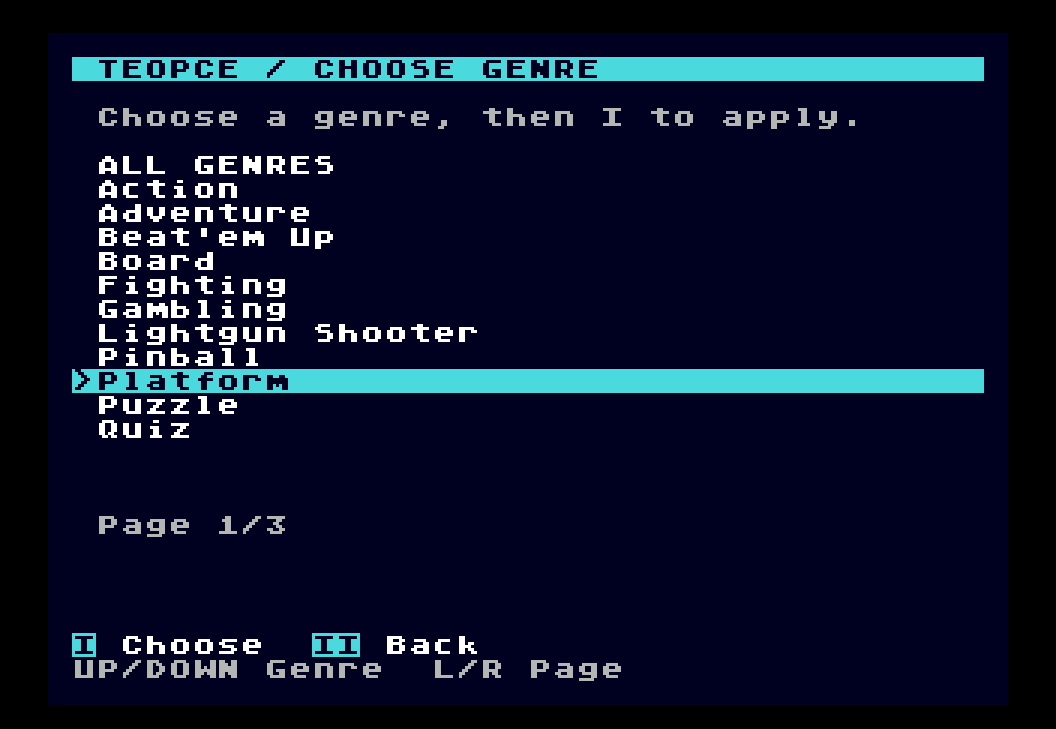 TEOPCE / CHOOSE GENRE
Choose a genre, then I to apply.
ALL GENRES
Action
Adventure
Beat'em Up
Board
Fighting
Gambling
Lightgun Shooter
Pinball
>Platform
Puzzle
Quiz
Page 1/3
I Choose II Back
UP/DOWN Genre L/R Page